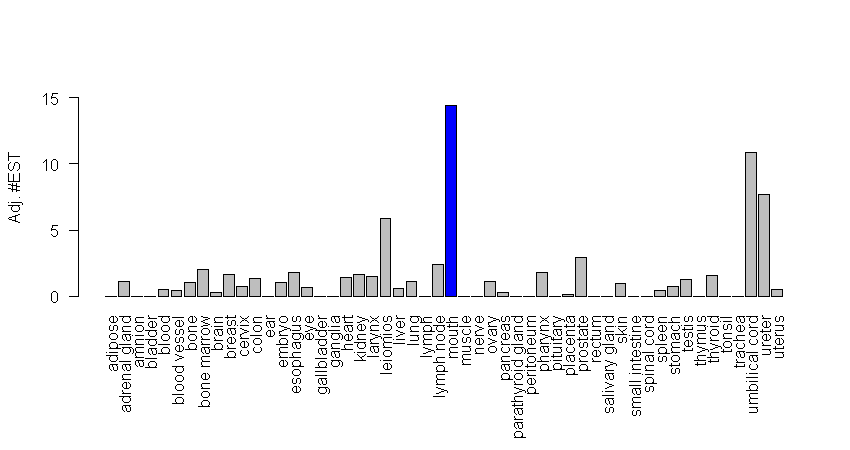 Adj. #EST
15
10
5
0
adipose
adrenal gland
amnion
bladder
blood
blood vessel
bone
bone marrow
brain
breast
cervix
colon
ear
embryo
esophagus
eye
gallbladder
ganglia
heart
kidney
larynx
leiomios
liver
lung
lymph
lymph node
mouth
muscle
nerve
ovary
pancreas
parathyroid gland
peritoneum
pharynx
pituitary
placenta
prostate
rectum
salivary gland
skin
small intestine
spinal cord
spleen
stomach
testis
thymus
thyroid
tonsil
trachea
umbilical cord
ureter
uterus